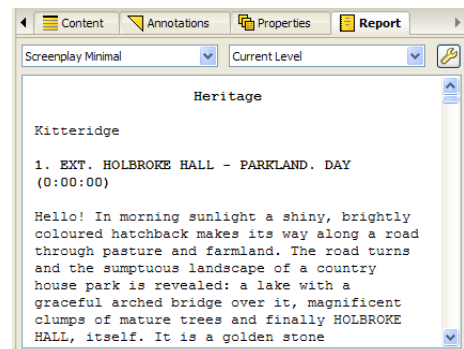 Content Annotations Properties Report
Screenplay Minimal Current Level
Heritage
Kitteridge
1. EXT. HOLBROKE HALL - PARKLAND. DAY
(0:00:00)
Hello! In morning sunlight a shiny, brightly
coloured hatchback makes its way along a road
through pasture and farmland. The road turns
and the sumptuous landscape of a country
house park is revealed: a lake with a
graceful arched bridge over it, magnificent
clumps of mature trees and finally HOLBROKE
HALL, itself. It is a golden stone